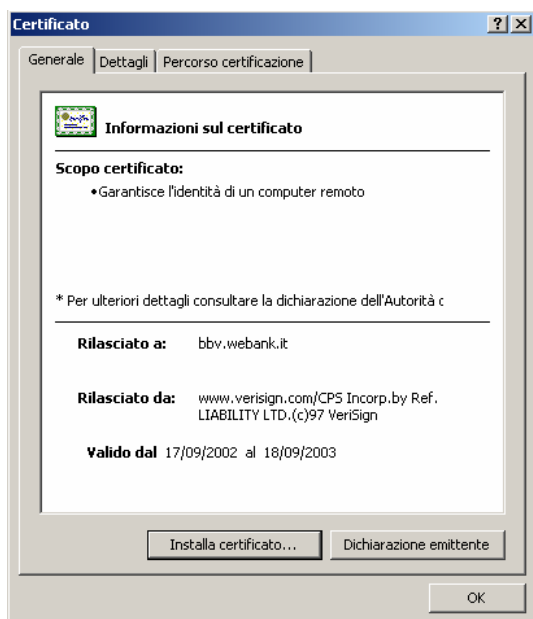 Certificato
Generale
Dettagli
Percorso certificazione
Informazioni sul certificato
Scopo certificato:
•Garantisce l'identità di un computer remoto
* Per ulteriori dettagli consultare la dichiarazione dell'Autorità c
Rilasciato a: bbv.webank.it
Rilasciato da: www.verisign.com/CPS Incorp.by Ref.
LIABILITY LTD.(c)97 VeriSign
Valido dal 17/09/2002 al 18/09/2003
Installa certificato...
Dichiarazione emittente
OK